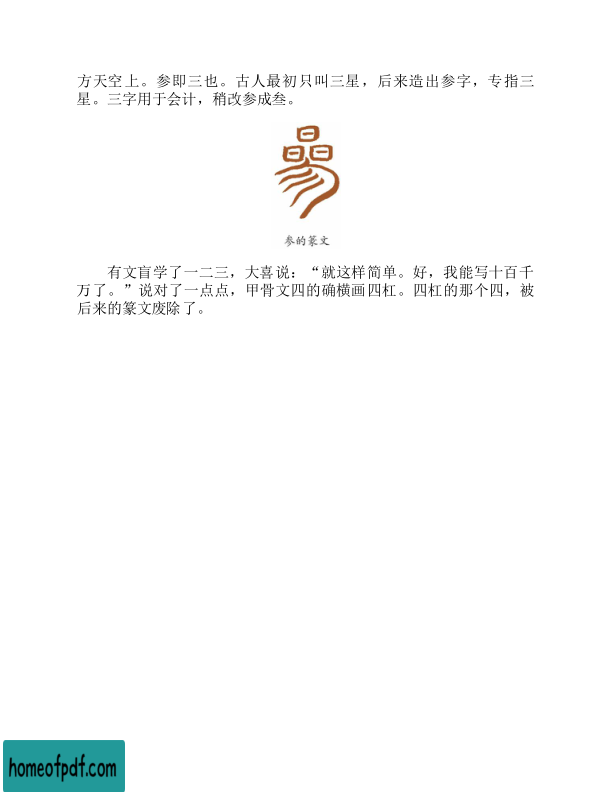 方天空上。参即三也。古人最初只叫三星，后来造出参字，专指三
星。三字用于会计，稍改参成叁。
参的篆文
有文盲学了一二三，大喜说：“就这样简单。好，我能写十百千
万了。”说对了一点点，甲骨文四的确横画四杠。四杠的那个四，被
后来的篆文废除了。
homeofpdf.com